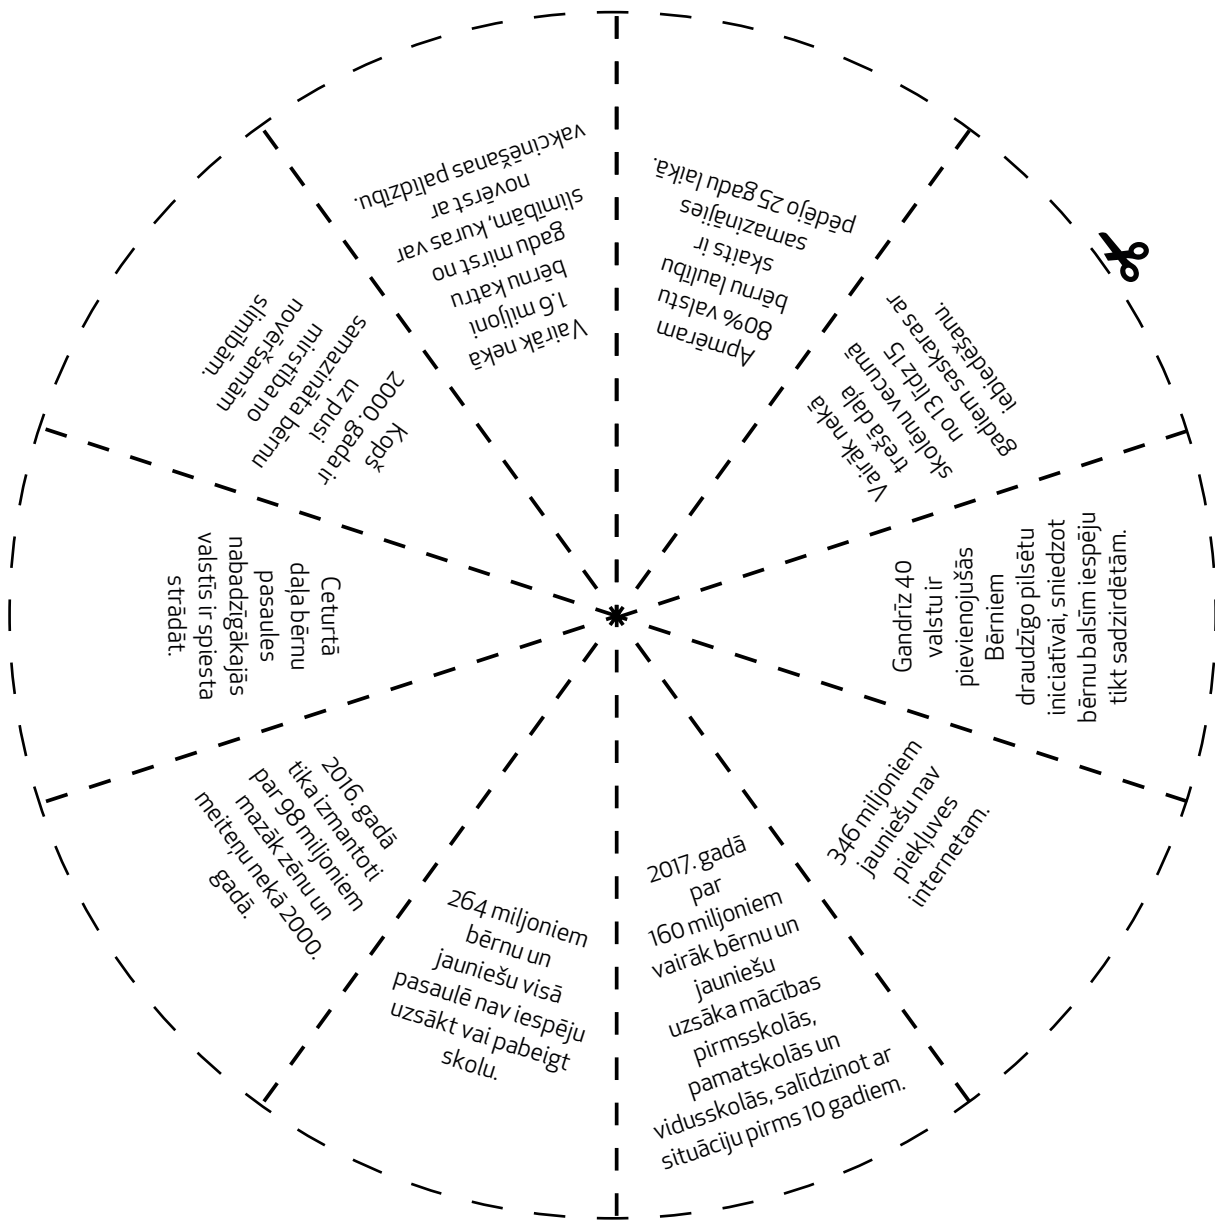 Apmēram
80% valstu
bērnu laulību
skaits ir
samazinājies
pēdējo 25 gadu laikā.
Vairāk nekā
trešā daļa
skolēnu vecumā
no 13 līdz 15
gadiem saskaras ar
iebiedēšanu.
Gandrīz 40
valstu ir
pievienojušās
Bērniem
draudzīgo pilsētu
iniciatīvai, sniedzot
bērnu balsīm iespēju
tikt sadzirdētām.
346 miljoniem
jauniešu nav
piekļuves
internetam.
2017. gadā
par
160 miljoniem
vairāk bērnu un
jauniešu
uzsāka mācības
pirmsskolās,
pamatskolās un
vidusskolās, salīdzinot ar
situāciju pirms 10 gadiem.
264 miljoniem
bērnu un
jauniešu visā
pasaulē nav iespēju
uzsākt vai pabeigt
skolu.
2016. gadā
tika izmantoti
par 98 miljoniem
mazāk zēnu un
meiteņu nekā 2000.
gadā.
Ceturtā
daļa bērnu
pasaules
nabadzīgākajās
valstīs ir spiesta
strādāt.
Kopš
2000. gada ir
uz pusi
samazināta bērnu
mirstība no
novēršamām
slimībām.
Vairāk nekā
1.6 miljoni
bērnu katru
gadu mirst no
slimībām, kuras var
novērst ar
vakcinēšanas palīdzību.